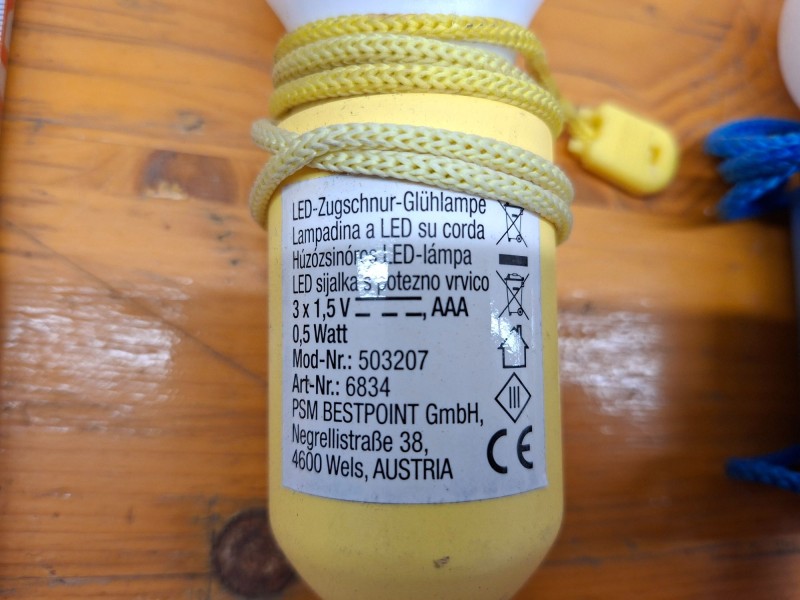 LED-Zugschnur-Glühlampe
Lampadina a LED su corda
Húzózsinóros LED-lámpa
LED sijalka s potezno vrvico
3 x 1,5 V ⎓, AAA
0,5 Watt
Mod-Nr.: 503207
Art-Nr.: 6834
PSM BESTPOINT GmbH,
Negrellistraße 38,
4600 Wels, AUSTRIA
III
CE